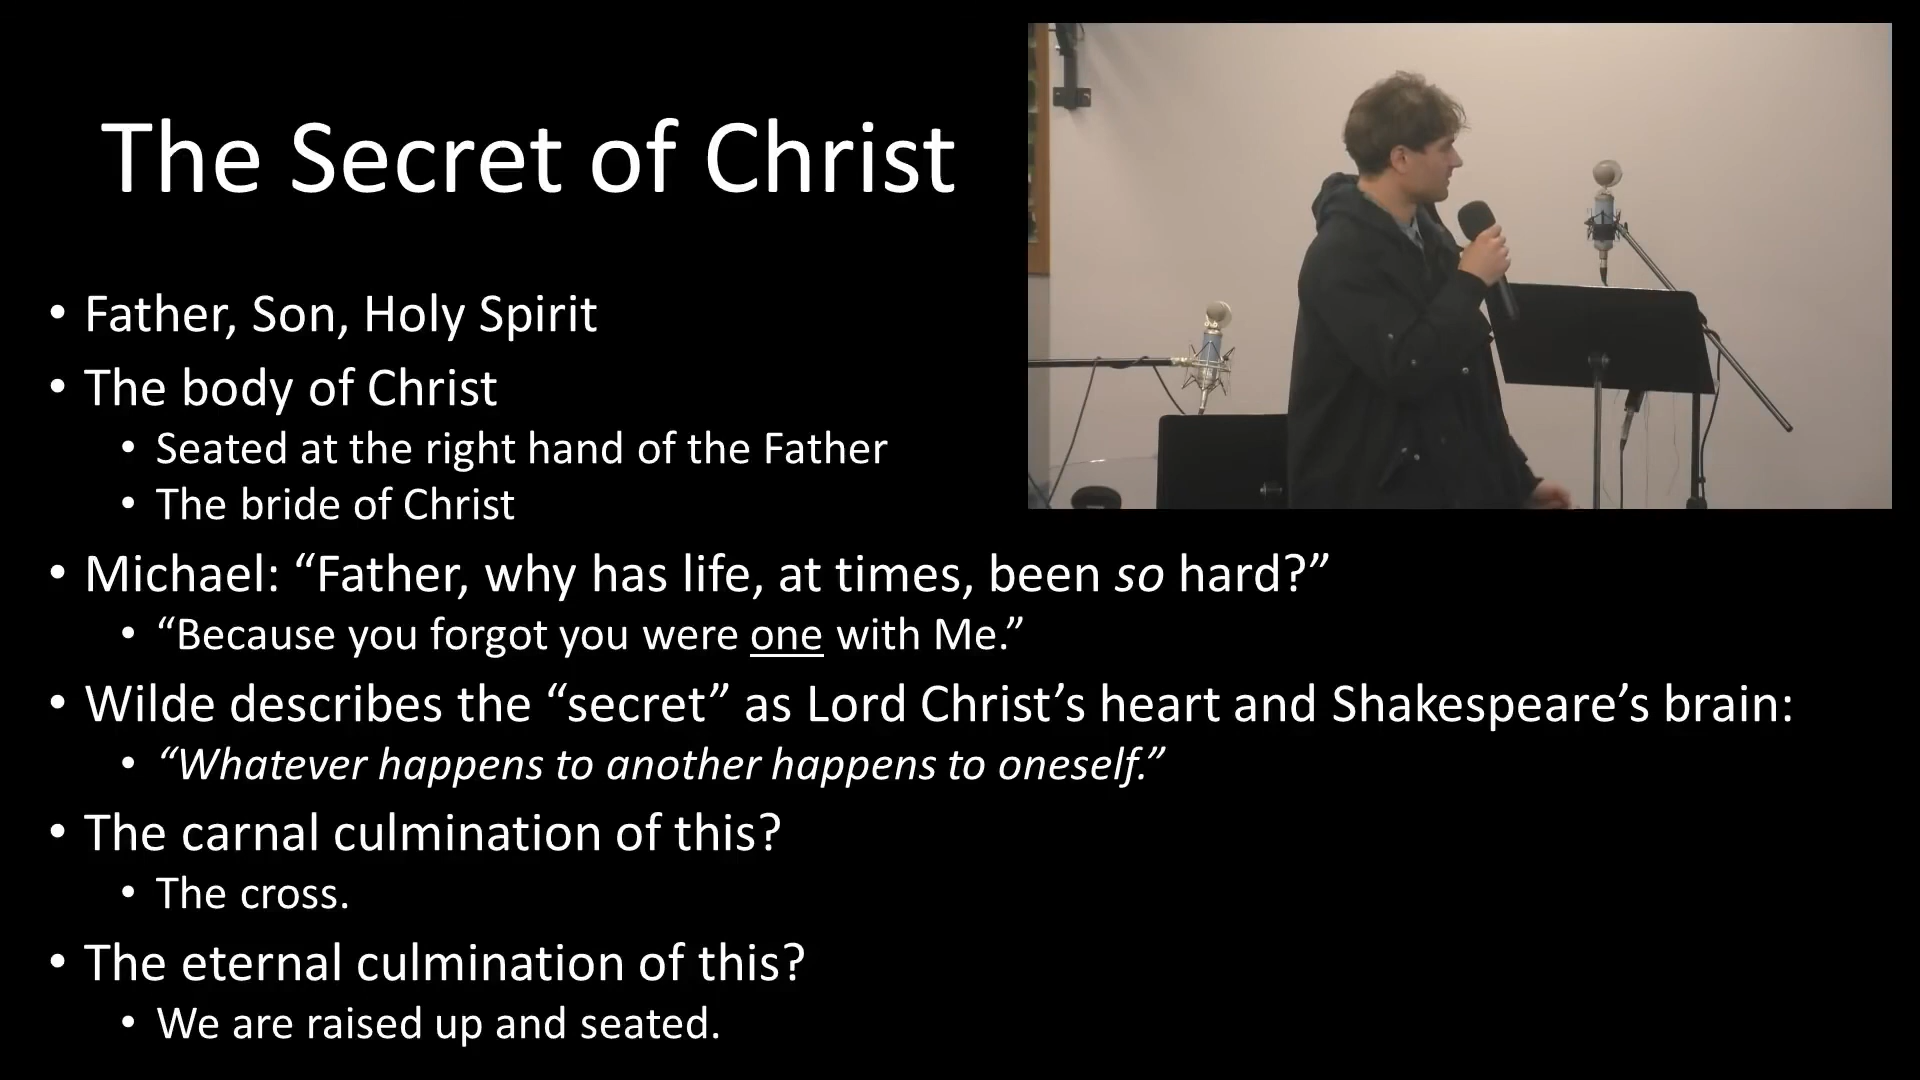 The Secret of Christ
• Father, Son, Holy Spirit
• The body of Christ
• Seated at the right hand of the Father
• The bride of Christ
• Michael: “Father, why has life, at times, been so hard?”
• “Because you forgot you were one with Me.”
• Wilde describes the “secret” as Lord Christ’s heart and Shakespeare’s brain:
• “Whatever happens to another happens to oneself.”
• The carnal culmination of this?
• The cross.
• The eternal culmination of this?
• We are raised up and seated.